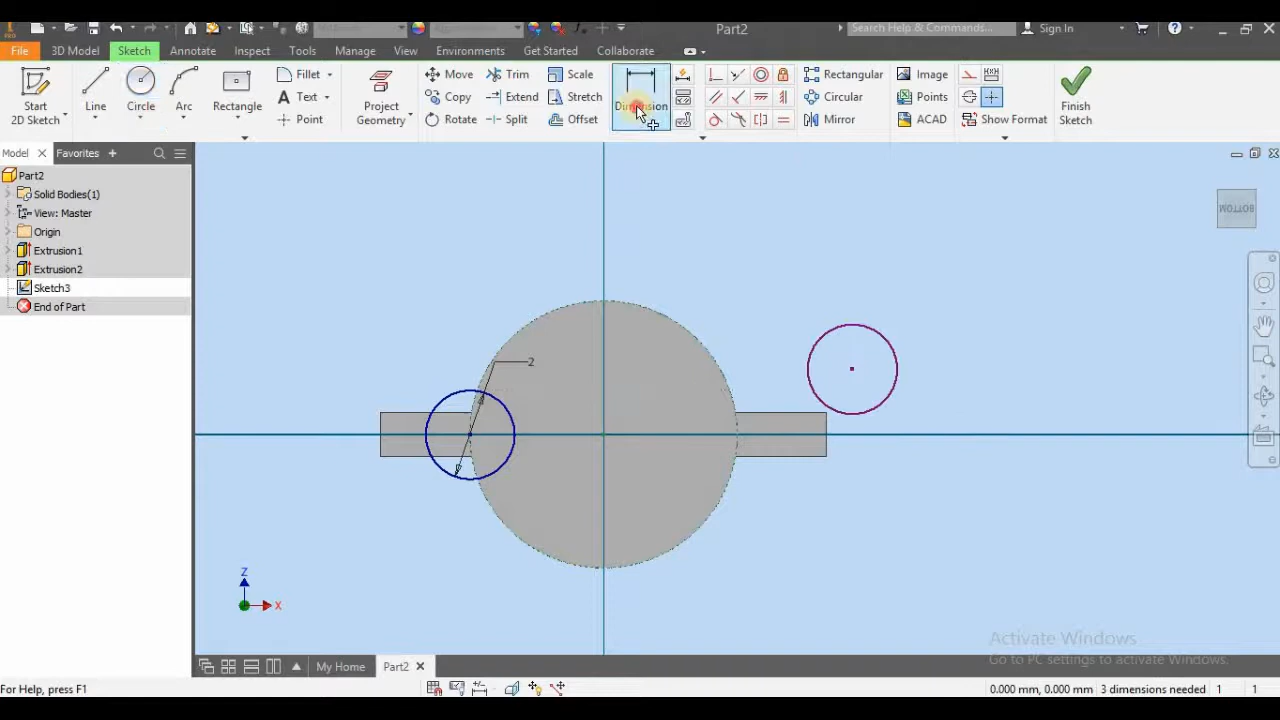 Part2
Search Help & Commands...
Sign In
File
3D Model
Sketch
Annotate
Inspect
Tools
Manage
View
Environments
Get Started
Collaborate
Start
2D Sketch
Line
Circle
Arc
Rectangle
Fillet
Text
Point
Project
Geometry
Move
Copy
Rotate
Trim
Extend
Split
Scale
Stretch
Offset
Dimension
Rectangular
Circular
Mirror
Image
Points
ACAD
Show Format
Finish
Sketch
Model
Favorites
Part2
Solid Bodies(1)
View: Master
Origin
Extrusion1
Extrusion2
Sketch3
End of Part
BOTTOM
2
Z
X
Activate Windows
Go to PC settings to activate Windows.
My Home
Part2
For Help, press F1
0.000 mm, 0.000 mm
3 dimensions needed
1
1